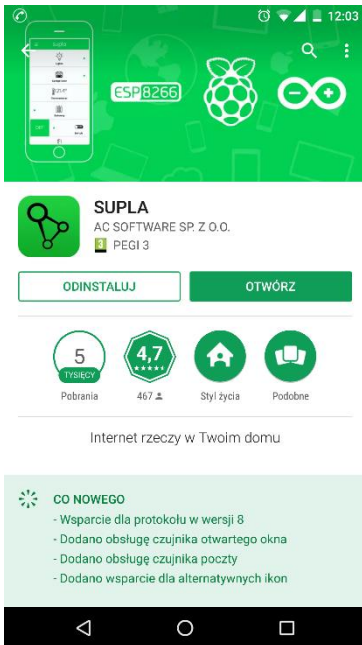 12:03
ESP8266
SUPLA
AC SOFTWARE SP. Z O.O.
3 PEGI 3
ODINSTALUJ
OTWÓRZ
5
TYSIĘCY
4,7
Pobrania
467
Styl życia
Podobne
Internet rzeczy w Twoim domu
CO NOWEGO
- Wsparcie dla protokołu w wersji 8
- Dodano obsługę czujnika otwartego okna
- Dodano obsługę czujnika poczty
- Dodano wsparcie dla alternatywnych ikon